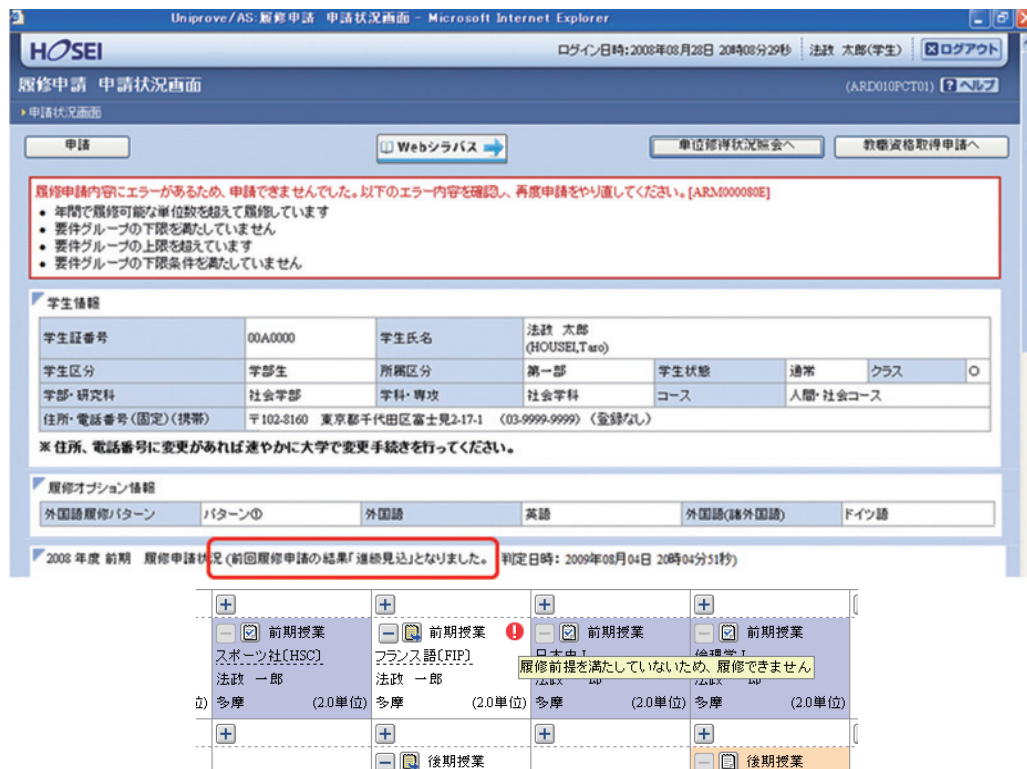 Uniprove/AS:履修申請 申請状況画面 - Microsoft Internet Explorer
HOSEI ログイン日時:2008年08月28日 20時08分29秒 法政 太郎(学生) ログアウト
履修申請 申請状況画面 (ARD010PCT01) ? ヘルプ
申請状況画面
申請 Webシラバス 単位修得状況照会へ 教職資格取得申請へ
履修申請内容にエラーがあるため、申請できませんでした。以下のエラー内容を確認し、再度申請をやり直してください。[ARM000080E]
● 年間で履修可能な単位数を超えて履修しています
● 要件グループの下限を満たしていません
● 要件グループの上限を超えています
● 要件グループの下限条件を満たしていません
学生情報
学生証番号 00A0000 学生氏名 法政 太郎
(HOUSEI,Taro)
学生区分 学部生 所属区分 第一部 学生状態 通常 クラス O
学部・研究科 社会学部 学科・専攻 社会学科 コース 人間・社会コース
住所・電話番号(固定)(携帯) 〒102-8160 東京都千代田区富士見2-17-1 (03-9999-9999) (登録なし)
※住所、電話番号に変更があれば速やかに大学で変更手続きを行ってください。
履修オプション情報
外国語履修パターン パターン① 外国語 英語 外国語(諸外国語) ドイツ語
2008 年度 前期 履修申請状況 (前回履修申請の結果「進級見込」となりました。 判定日時: 2009年08月04日 20時04分51秒)
前期授業 前期授業 前期授業 前期授業
スポーツ社[HSC] フランス語[FIP] 日本史Ⅰ 倫理学Ⅰ
履修前提を満たしていないため、履修できません
法政 一郎 法政 一郎
位) 多摩 (2.0単位) 多摩 (2.0単位) 多摩 (2.0単位) 多摩 (2.0単位)
後期授業 後期授業